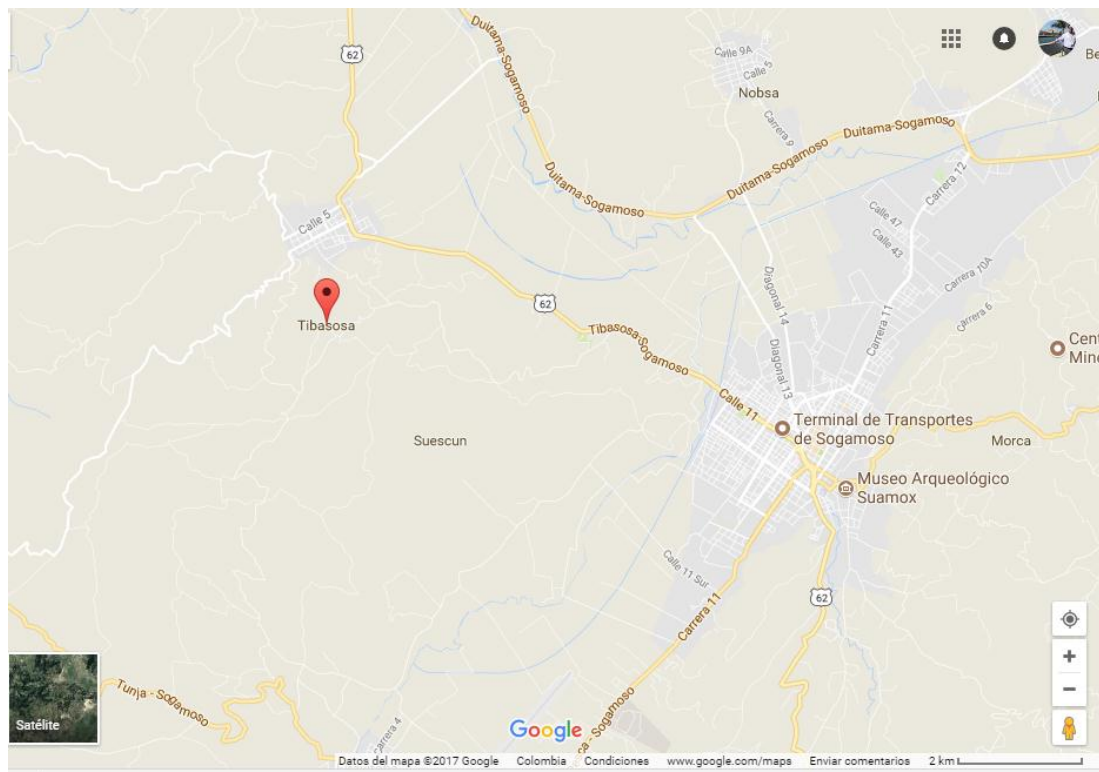 62
Duitama-Sogamoso
Calle 9A
Calle 5
Nobsa
Carrera 9
Duitama-Sogamoso
Duitama-Sogamoso
Duitama-Sogamoso
Carrera 12
Calle 5
Calle 47
Calle 43
Carrera 10A
Carrera 6
Diagonal 14
Carrera 11
62
Tibasosa
Tibasosa-Sogamoso
Diagonal 13
Calle 11
Terminal de Transportes
de Sogamoso
Suescun
Morca
Museo Arqueológico
Suamox
Calle 11 Sur
62
Carrera 11
Tunja - Sogamoso
Carrera 4
Satélite
Google
Datos del mapa ©2017 Google
Colombia
Condiciones
www.google.com/maps
Enviar comentarios
2 km